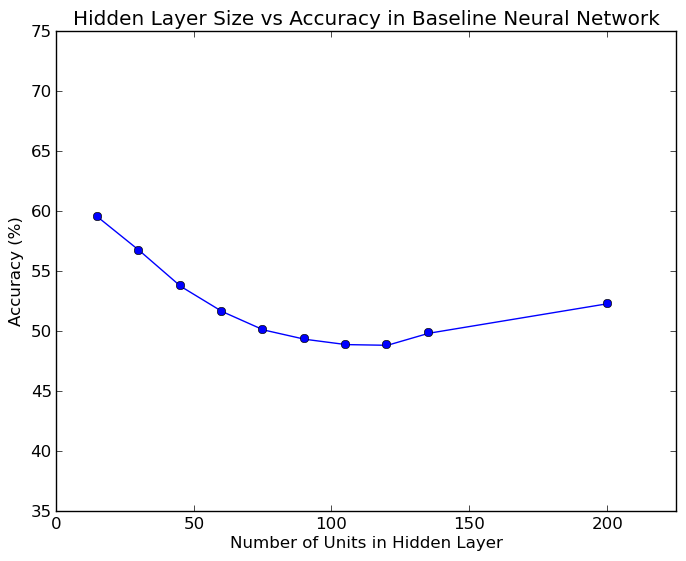 Hidden Layer Size vs Accuracy in Baseline Neural Network
75
70
65
60
55
50
45
40
35
Accuracy (%)
0 50 100 150 200
Number of Units in Hidden Layer